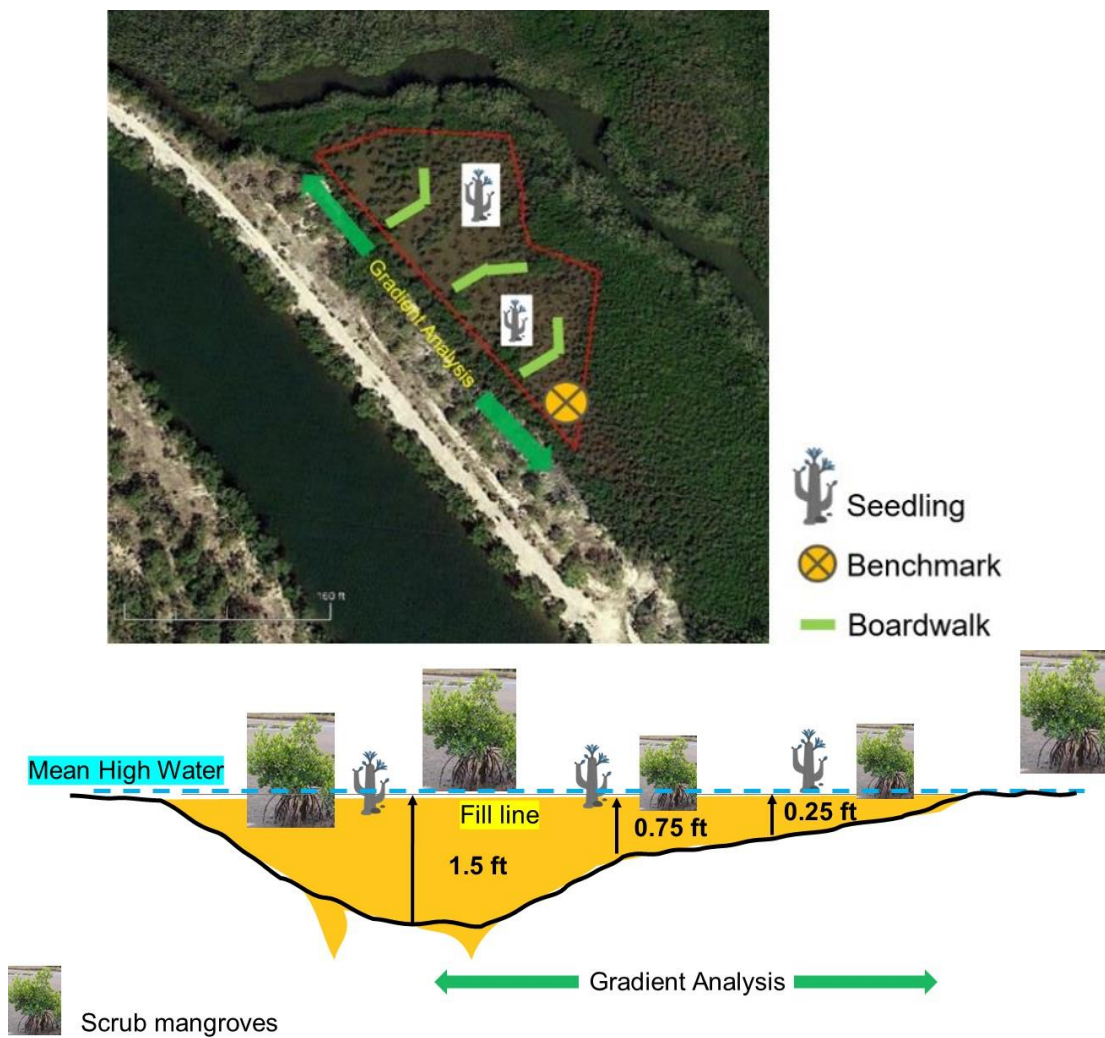 Gradient Analysis
160 ft
Seedling
Benchmark
Boardwalk
Mean High Water
Fill line
0.75 ft
0.25 ft
1.5 ft
Gradient Analysis
Scrub mangroves